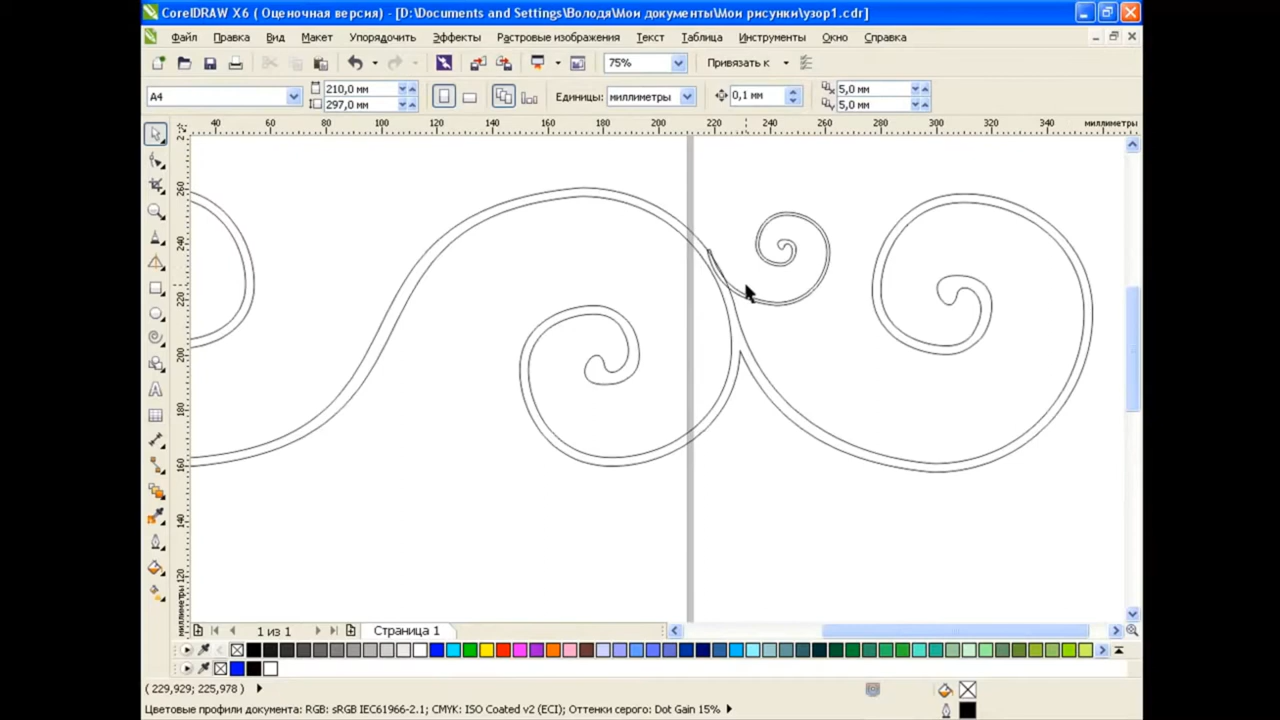 CorelDRAW X6 ( Оценочная версия) - [D:\Documents and Settings\Володя\Мои документы\Мои рисунки\узор1.cdr]
Файл Правка Вид Макет Упорядочить Эффекты Растровые изображения Текст Таблица Инструменты Окно Справка
75% Привязать к
A4 210,0 мм 297,0 мм Единицы: миллиметры 0,1 мм 5,0 мм 5,0 мм
40 60 80 100 120 140 160 180 200 220 240 260 280 300 320 340 миллиметры
260
240
220
200
180
160
140
120
миллиметры
1 из 1 Страница 1
( 229,929; 225,978 )
Цветовые профили документа: RGB: sRGB IEC61966-2.1; CMYK: ISO Coated v2 (ECI); Оттенки серого: Dot Gain 15%